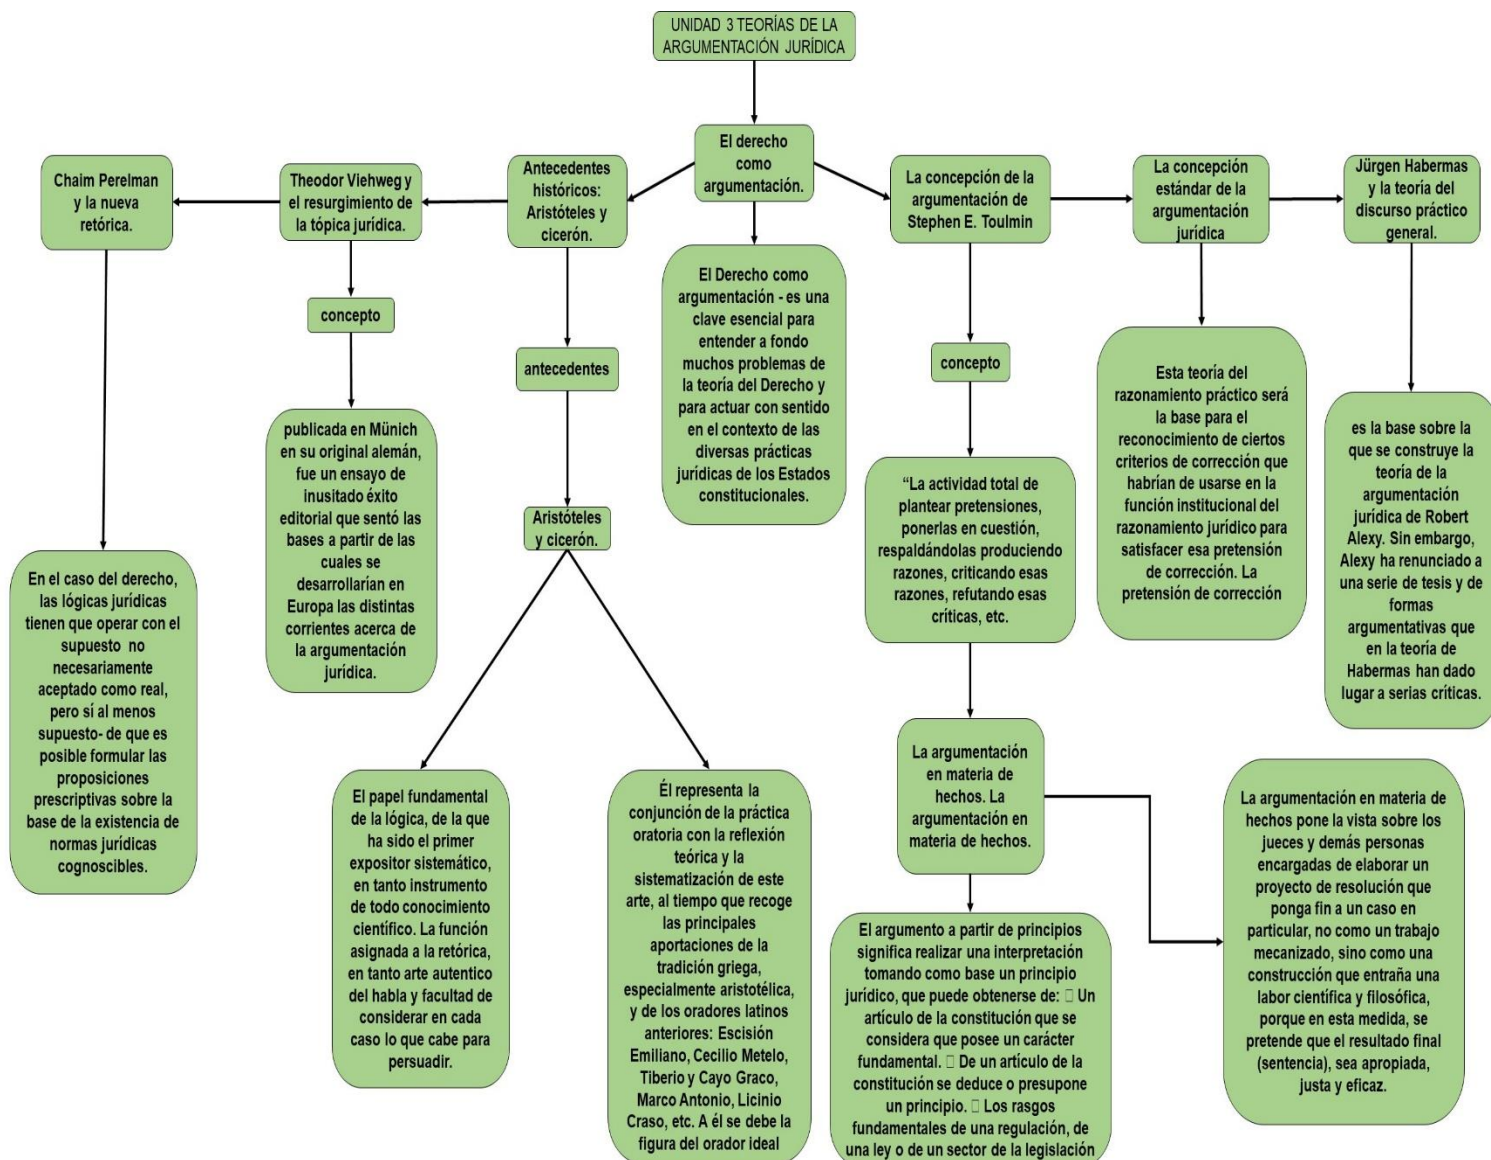 UNIDAD 3 TEORÍAS DE LA
ARGUMENTACIÓN JURÍDICA
El derecho
como
argumentación.
Chaim Perelman
y la nueva
retórica.
Theodor Viehweg y
el resurgimiento de
la tópica jurídica.
Antecedentes
históricos:
Aristóteles y
cicerón.
La concepción de la
argumentación de
Stephen E. Toulmin
La concepción
estándar de la
argumentación
jurídica
Jürgen Habermas
y la teoría del
discurso práctico
general.
El Derecho como
argumentación - es una
clave esencial para
entender a fondo
muchos problemas de
la teoría del Derecho y
para actuar con sentido
en el contexto de las
diversas prácticas
jurídicas de los Estados
constitucionales.
concepto
antecedentes
concepto
publicada en Münich
en su original alemán,
fue un ensayo de
inusitado éxito
editorial que sentó las
bases a partir de las
cuales se
desarrollarían en
Europa las distintas
corrientes acerca de
la argumentación
jurídica.
Aristóteles
y cicerón.
“La actividad total de
plantear pretensiones,
ponerlas en cuestión,
respaldándolas produciendo
razones, criticando esas
razones, refutando esas
críticas, etc.
Esta teoría del
razonamiento práctico será
la base para el
reconocimiento de ciertos
criterios de corrección que
habrían de usarse en la
función institucional del
razonamiento jurídico para
satisfacer esa pretensión
de corrección. La
pretensión de corrección
es la base sobre la
que se construye la
teoría de la
argumentación
jurídica de Robert
Alexy. Sin embargo,
Alexy ha renunciado a
una serie de tesis y de
formas
argumentativas que
en la teoría de
Habermas han dado
lugar a serias críticas.
En el caso del derecho,
las lógicas jurídicas
tienen que operar con el
supuesto no
necesariamente
aceptado como real,
pero sí al menos
supuesto- de que es
posible formular las
proposiciones
prescriptivas sobre la
base de la existencia de
normas jurídicas
cognoscibles.
El papel fundamental
de la lógica, de la que
ha sido el primer
expositor sistemático,
en tanto instrumento
de todo conocimiento
científico. La función
asignada a la retórica,
en tanto arte autentico
del habla y facultad de
considerar en cada
caso lo que cabe para
persuadir.
Él representa la
conjunción de la práctica
oratoria con la reflexión
teórica y la
sistematización de este
arte, al tiempo que recoge
las principales
aportaciones de la
tradición griega,
especialmente aristotélica,
y de los oradores latinos
anteriores: Escisión
Emiliano, Cecilio Metelo,
Tiberio y Cayo Graco,
Marco Antonio, Licinio
Craso, etc. A él se debe la
figura del orador ideal
La argumentación
en materia de
hechos. La
argumentación en
materia de hechos.
La argumentación en materia de
hechos pone la vista sobre los
jueces y demás personas
encargadas de elaborar un
proyecto de resolución que
ponga fin a un caso en
particular, no como un trabajo
mecanizado, sino como una
construcción que entraña una
labor científica y filosófica,
porque en esta medida, se
pretende que el resultado final
(sentencia), sea apropiada,
justa y eficaz.
El argumento a partir de principios
significa realizar una interpretación
tomando como base un principio
jurídico, que puede obtenerse de: □ Un
artículo de la constitución que se
considera que posee un carácter
fundamental. □ De un artículo de la
constitución se deduce o presupone
un principio. □ Los rasgos
fundamentales de una regulación, de
una ley o de un sector de la legislación